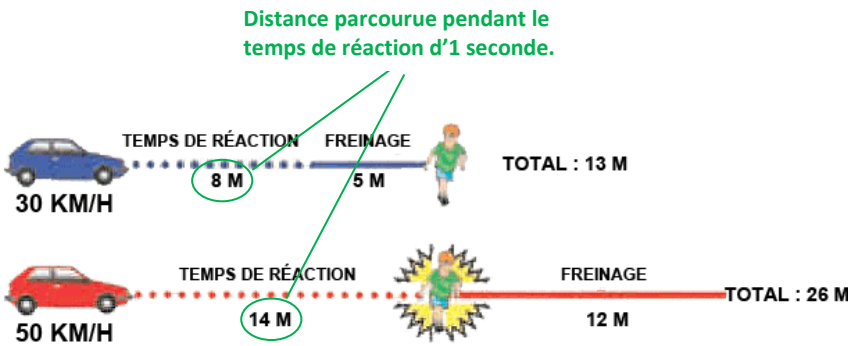 Distance parcourue pendant le
temps de réaction d'1 seconde.
TEMPS DE RÉACTION FREINAGE
8 M 5 M TOTAL : 13 M
30 KM/H
TEMPS DE RÉACTION FREINAGE
TOTAL : 26 M
14 M 12 M
50 KM/H